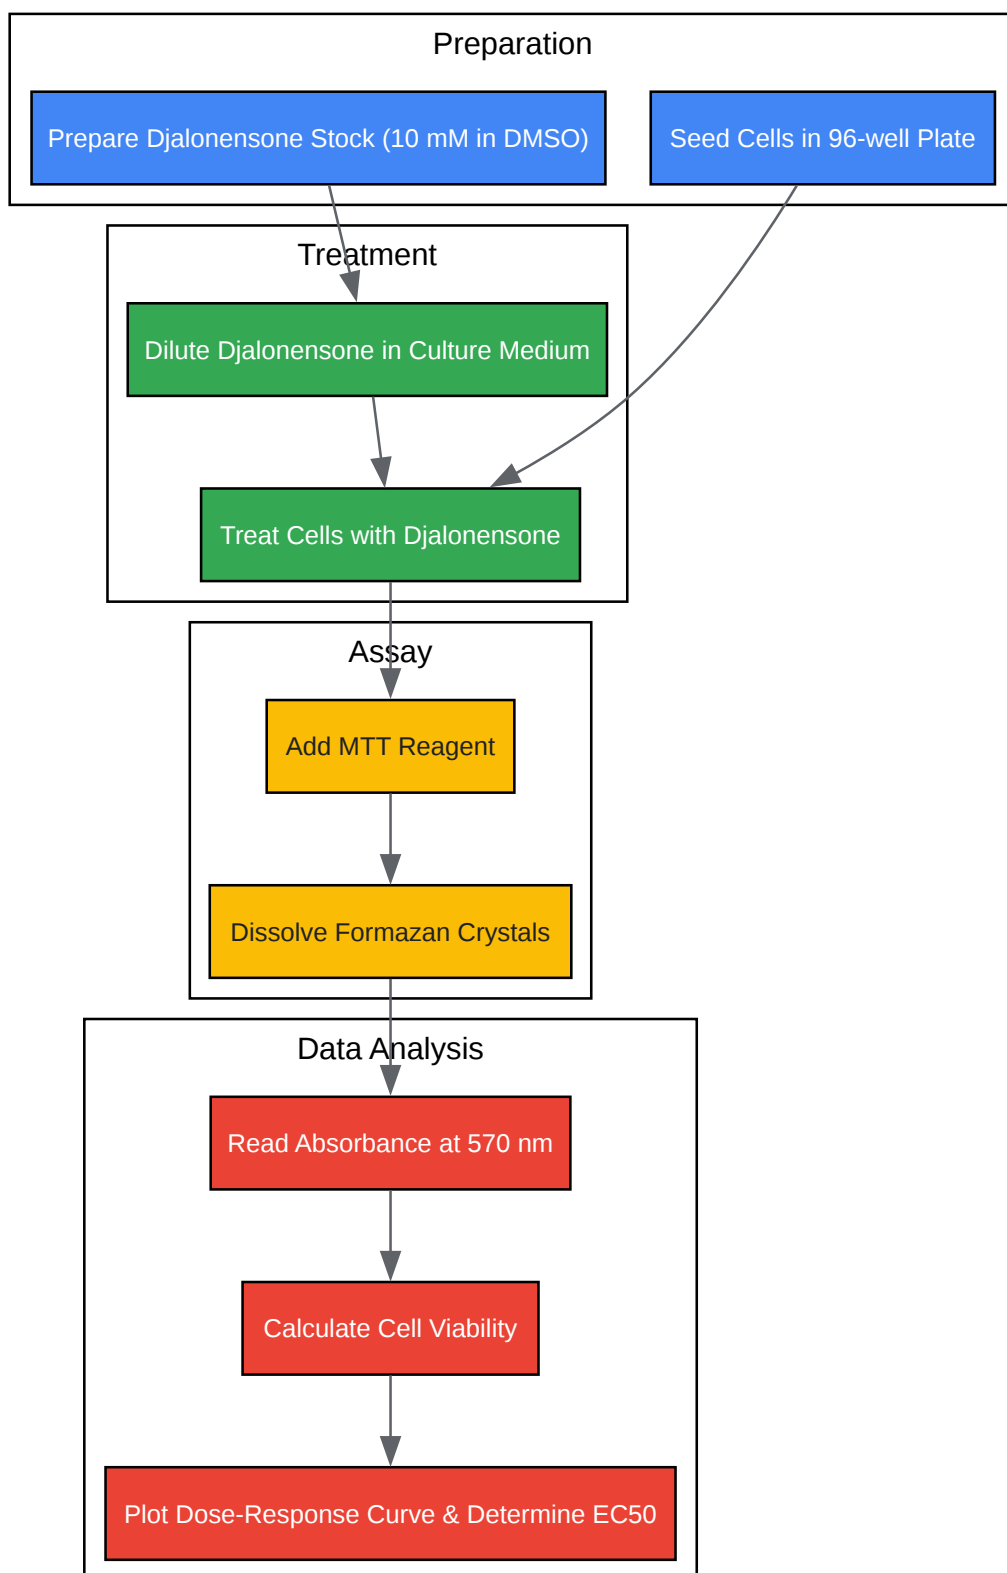 Preparation
Prepare Djalonensone Stock (10 mM in DMSO)
Seed Cells in 96-well Plate
Treatment
Dilute Djalonensone in Culture Medium
Treat Cells with Djalonensone
Assay
Add MTT Reagent
Dissolve Formazan Crystals
Data Analysis
Read Absorbance at 570 nm
Calculate Cell Viability
Plot Dose-Response Curve & Determine EC50